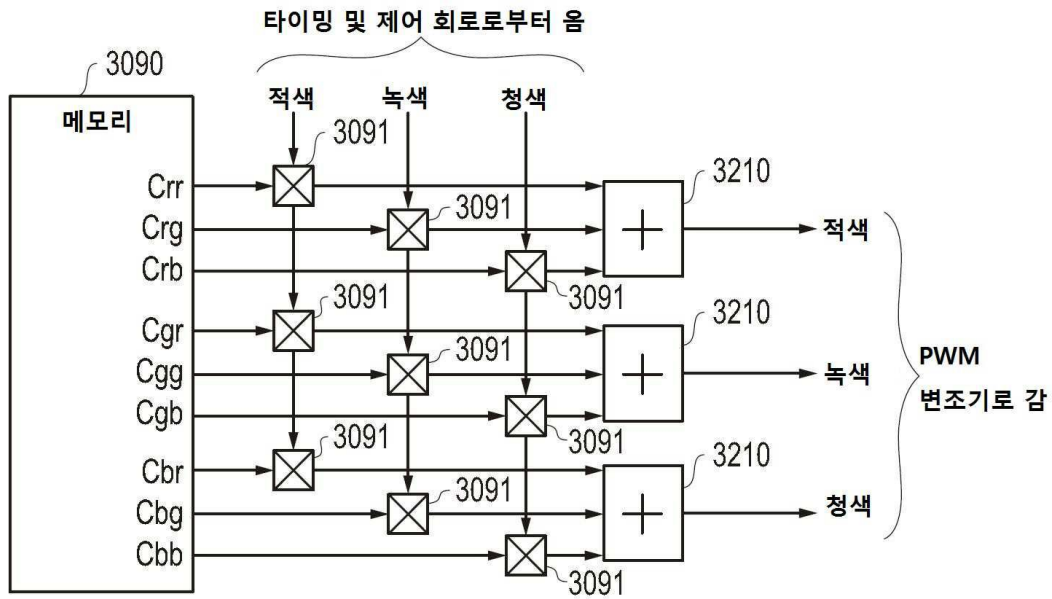 타이밍 및 제어 회로로부터 옴
3090
메모리
적색 녹색 청색
3091
Crr
3210
3091
Crg
적색
Crb
3091
3091
Cgr
3210
3091
Cgg
녹색
PWM
변조기로 감
Cgb
3091
3091
Cbr
3210
3091
Cbg
청색
Cbb
3091